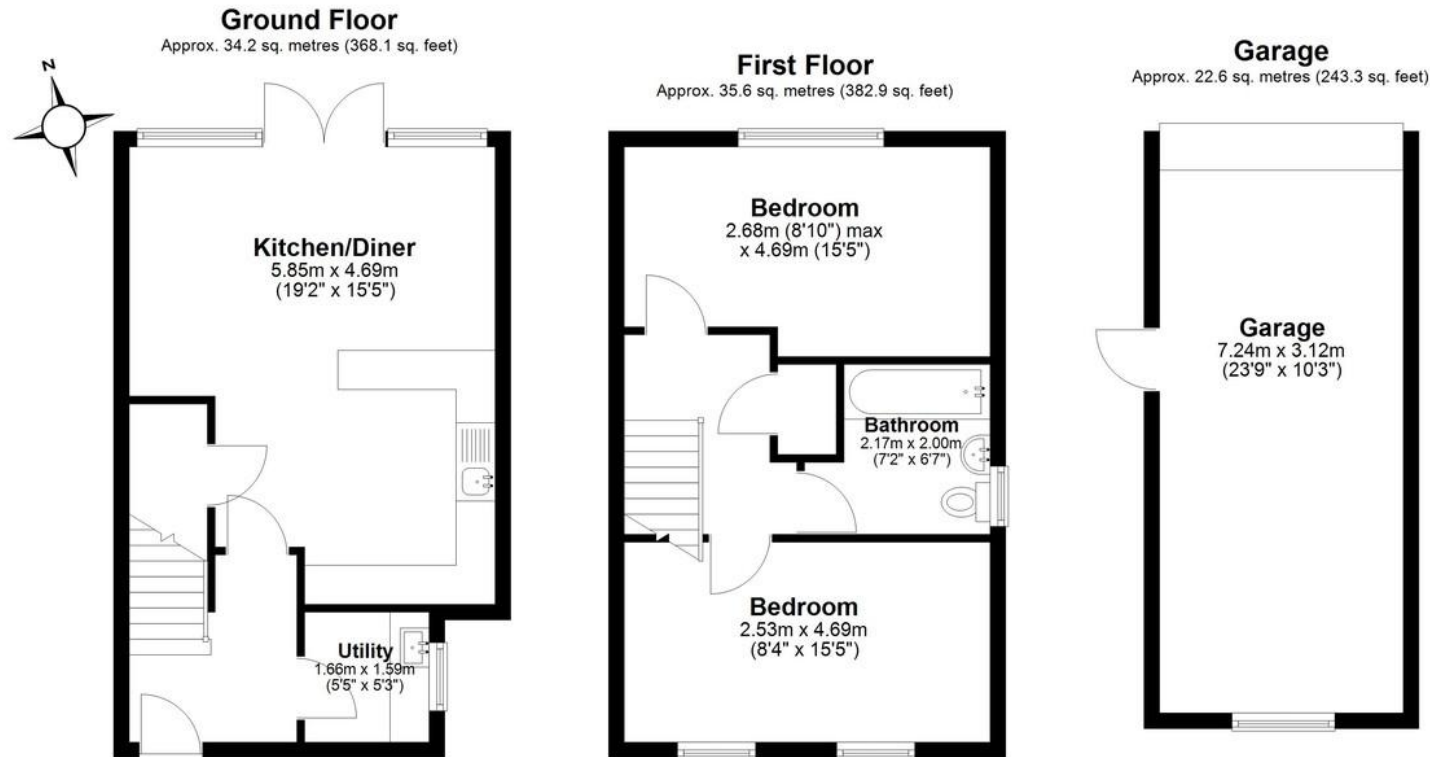 Ground Floor
Approx. 34.2 sq. metres (368.1 sq. feet)
N
Kitchen/Diner
5.85m x 4.69m
(19'2" x 15'5")
Utility
1.66m x 1.59m
(5'5" x 5'3")
First Floor
Approx. 35.6 sq. metres (382.9 sq. feet)
Bedroom
2.68m (8'10") max
x 4.69m (15'5")
Bathroom
2.17m x 2.00m
(7'2" x 6'7")
Bedroom
2.53m x 4.69m
(8'4" x 15'5")
Garage
Approx. 22.6 sq. metres (243.3 sq. feet)
Garage
7.24m x 3.12m
(23'9" x 10'3")